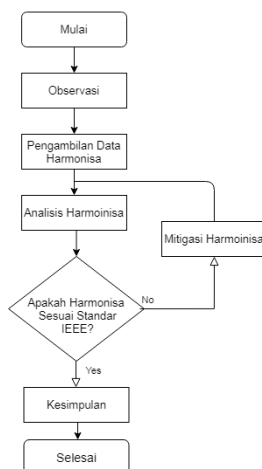 Mulai
Observasi
Pengambilan Data
Harmonisa
Analisis Harmoinisa
Mitigasi Harmoinisa
Apakah Harmonisa
Sesuai Standar
IEEE?
No
Yes
Kesimpulan
Selesai